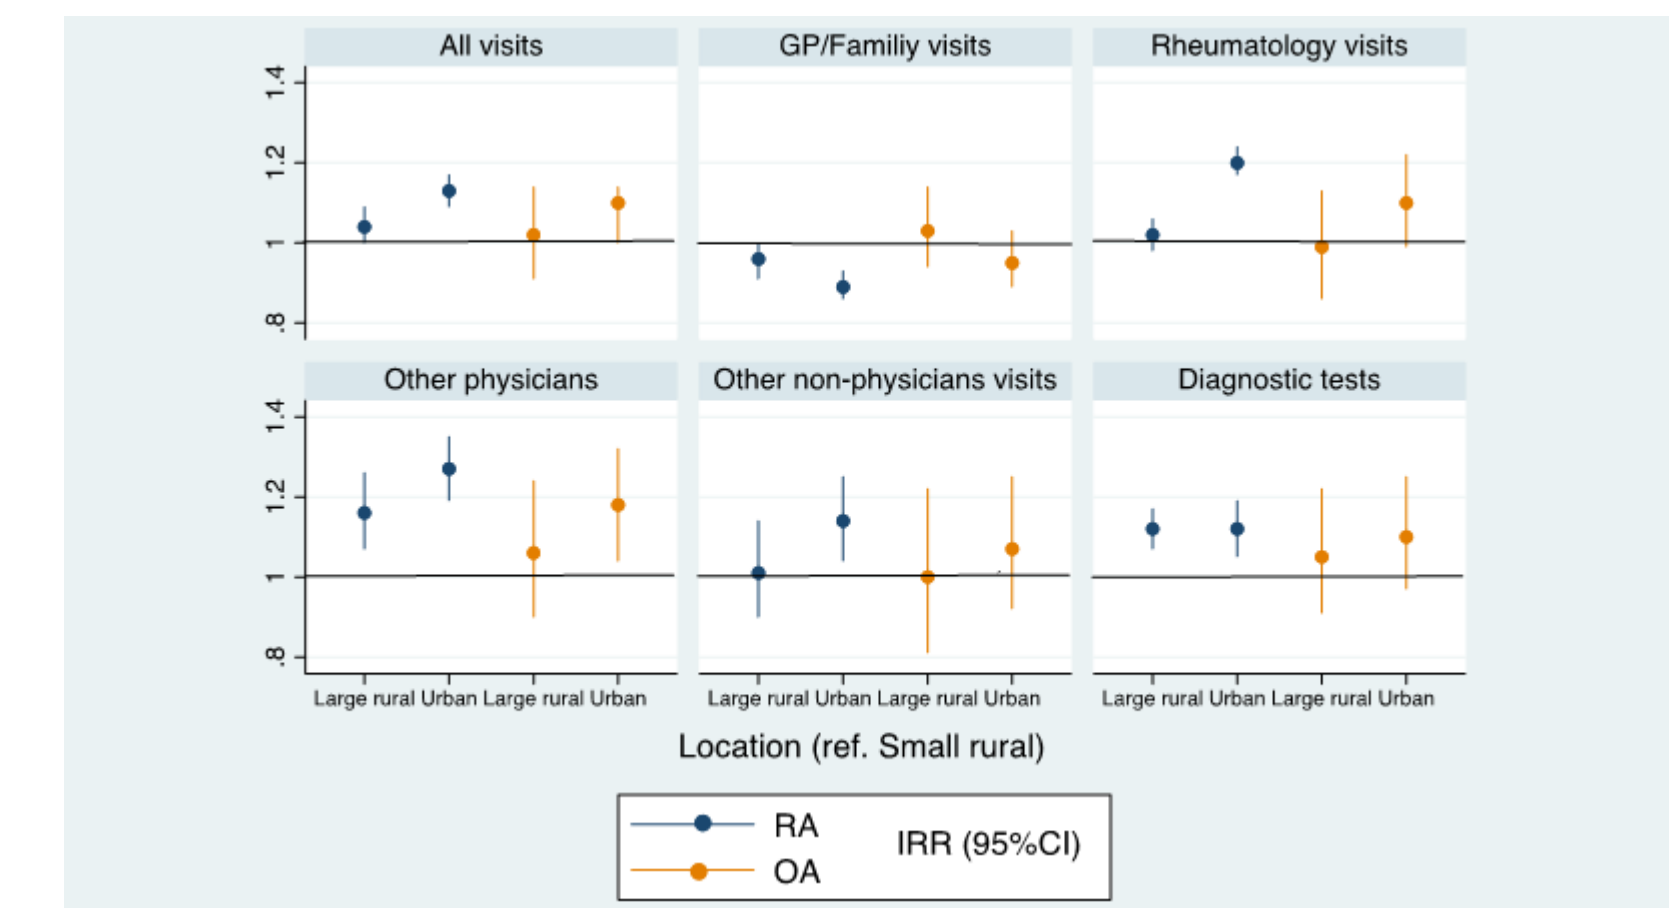 All visits
GP/Familiy visits
Rheumatology visits
1.4
1.2
1
.8
Other physicians
Other non-physicians visits
Diagnostic tests
1.4
1.2
1
.8
Large rural Urban Large rural Urban
Large rural Urban Large rural Urban
Large rural Urban Large rural Urban
Location (ref. Small rural)
RA
OA
IRR (95%CI)